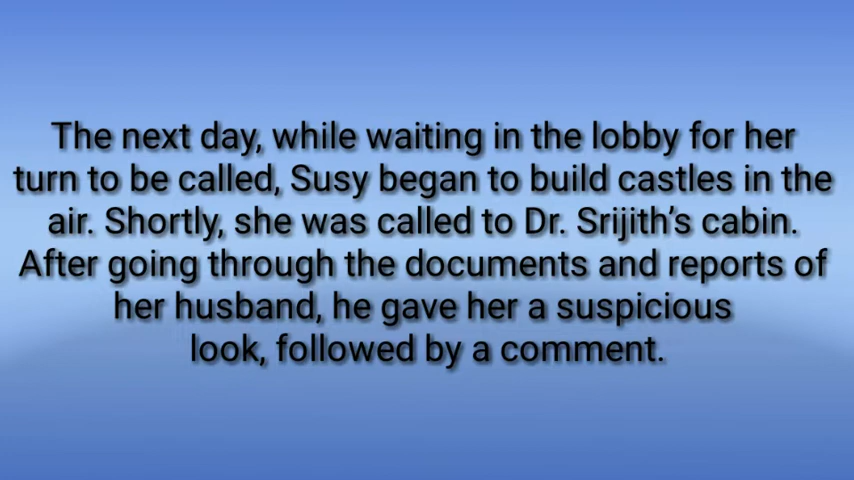 The next day, while waiting in the lobby for her
turn to be called, Susy began to build castles in the
air. Shortly, she was called to Dr. Srijith’s cabin.
After going through the documents and reports of
her husband, he gave her a suspicious
look, followed by a comment.